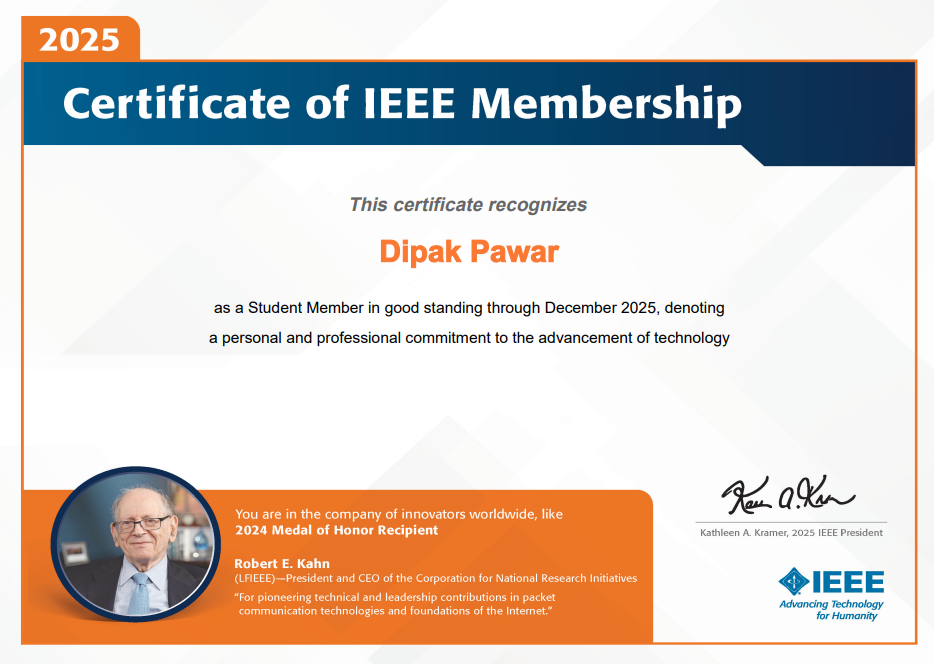 2025
Certificate of IEEE Membership
This certificate recognizes
Dipak Pawar
as a Student Member in good standing through December 2025, denoting
a personal and professional commitment to the advancement of technology
You are in the company of innovators worldwide, like
2024 Medal of Honor Recipient
Robert E. Kahn
(LFIEEE)—President and CEO of the Corporation for National Research Initiatives
“For pioneering technical and leadership contributions in packet
communication technologies and foundations of the Internet.”
Kathleen A. Kramer, 2025 IEEE President
IEEE
Advancing Technology
for Humanity